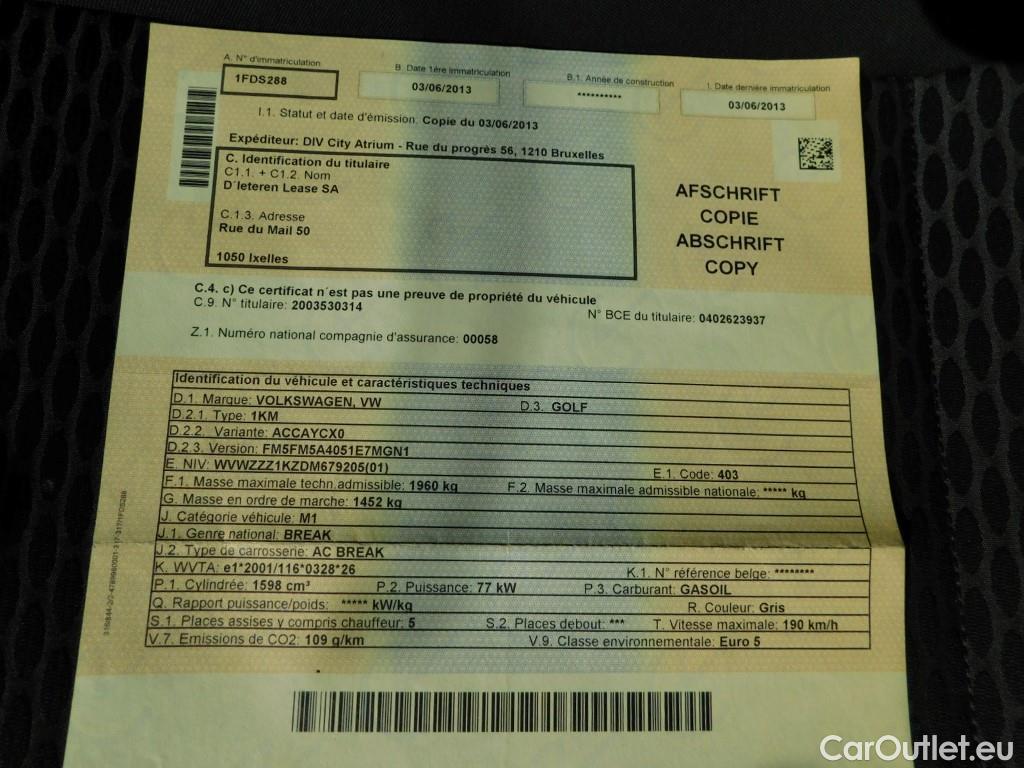 A. N° d'immatriculation B. Date 1ère immatriculation B.1. Année de construction I. Date dernière immatriculation
1FDS288 03/06/2013 ********** 03/06/2013
I.1. Statut et date d'émission: Copie du 03/06/2013
Expéditeur: DIV City Atrium - Rue du progrès 56, 1210 Bruxelles
C. Identification du titulaire
C1.1. + C1.2. Nom
D´Ieteren Lease SA
C.1.3. Adresse
Rue du Mail 50
1050 Ixelles
AFSCHRIFT
COPIE
ABSCHRIFT
COPY
C.4. c) Ce certificat n´est pas une preuve de propriété du véhicule
C.9. N° titulaire: 2003530314 N° BCE du titulaire: 0402623937
Z.1. Numéro national compagnie d'assurance: 00058
Identification du véhicule et caractéristiques techniques
D.1. Marque: VOLKSWAGEN, VW D.3. GOLF
D.2.1. Type: 1KM
D.2.2. Variante: ACCAYCX0
D.2.3. Version: FM5FM5A4051E7MGN1
E. NIV: WVWZZZ1KZDM679205(01) E.1. Code: 403
F.1. Masse maximale techn.admissible: 1960 kg F.2. Masse maximale admissible nationale: ***** kg
G. Masse en ordre de marche: 1452 kg
J. Catégorie véhicule: M1
J.1. Genre national: BREAK
J.2. Type de carrosserie: AC BREAK
K. WVTA: e1*2001/116*0328*26 K.1. N° référence belge: ********
P.1. Cylindrée: 1598 cm³ P.2. Puissance: 77 kW P.3. Carburant: GASOIL
Q. Rapport puissance/poids: ***** kW/kg R. Couleur: Gris
S.1. Places assises y compris chauffeur: 5 S.2. Places debout: *** T. Vitesse maximale: 190 km/h
V.7. Emissions de CO2: 109 g/km V.9. Classe environnementale: Euro 5
CarOutlet.eu